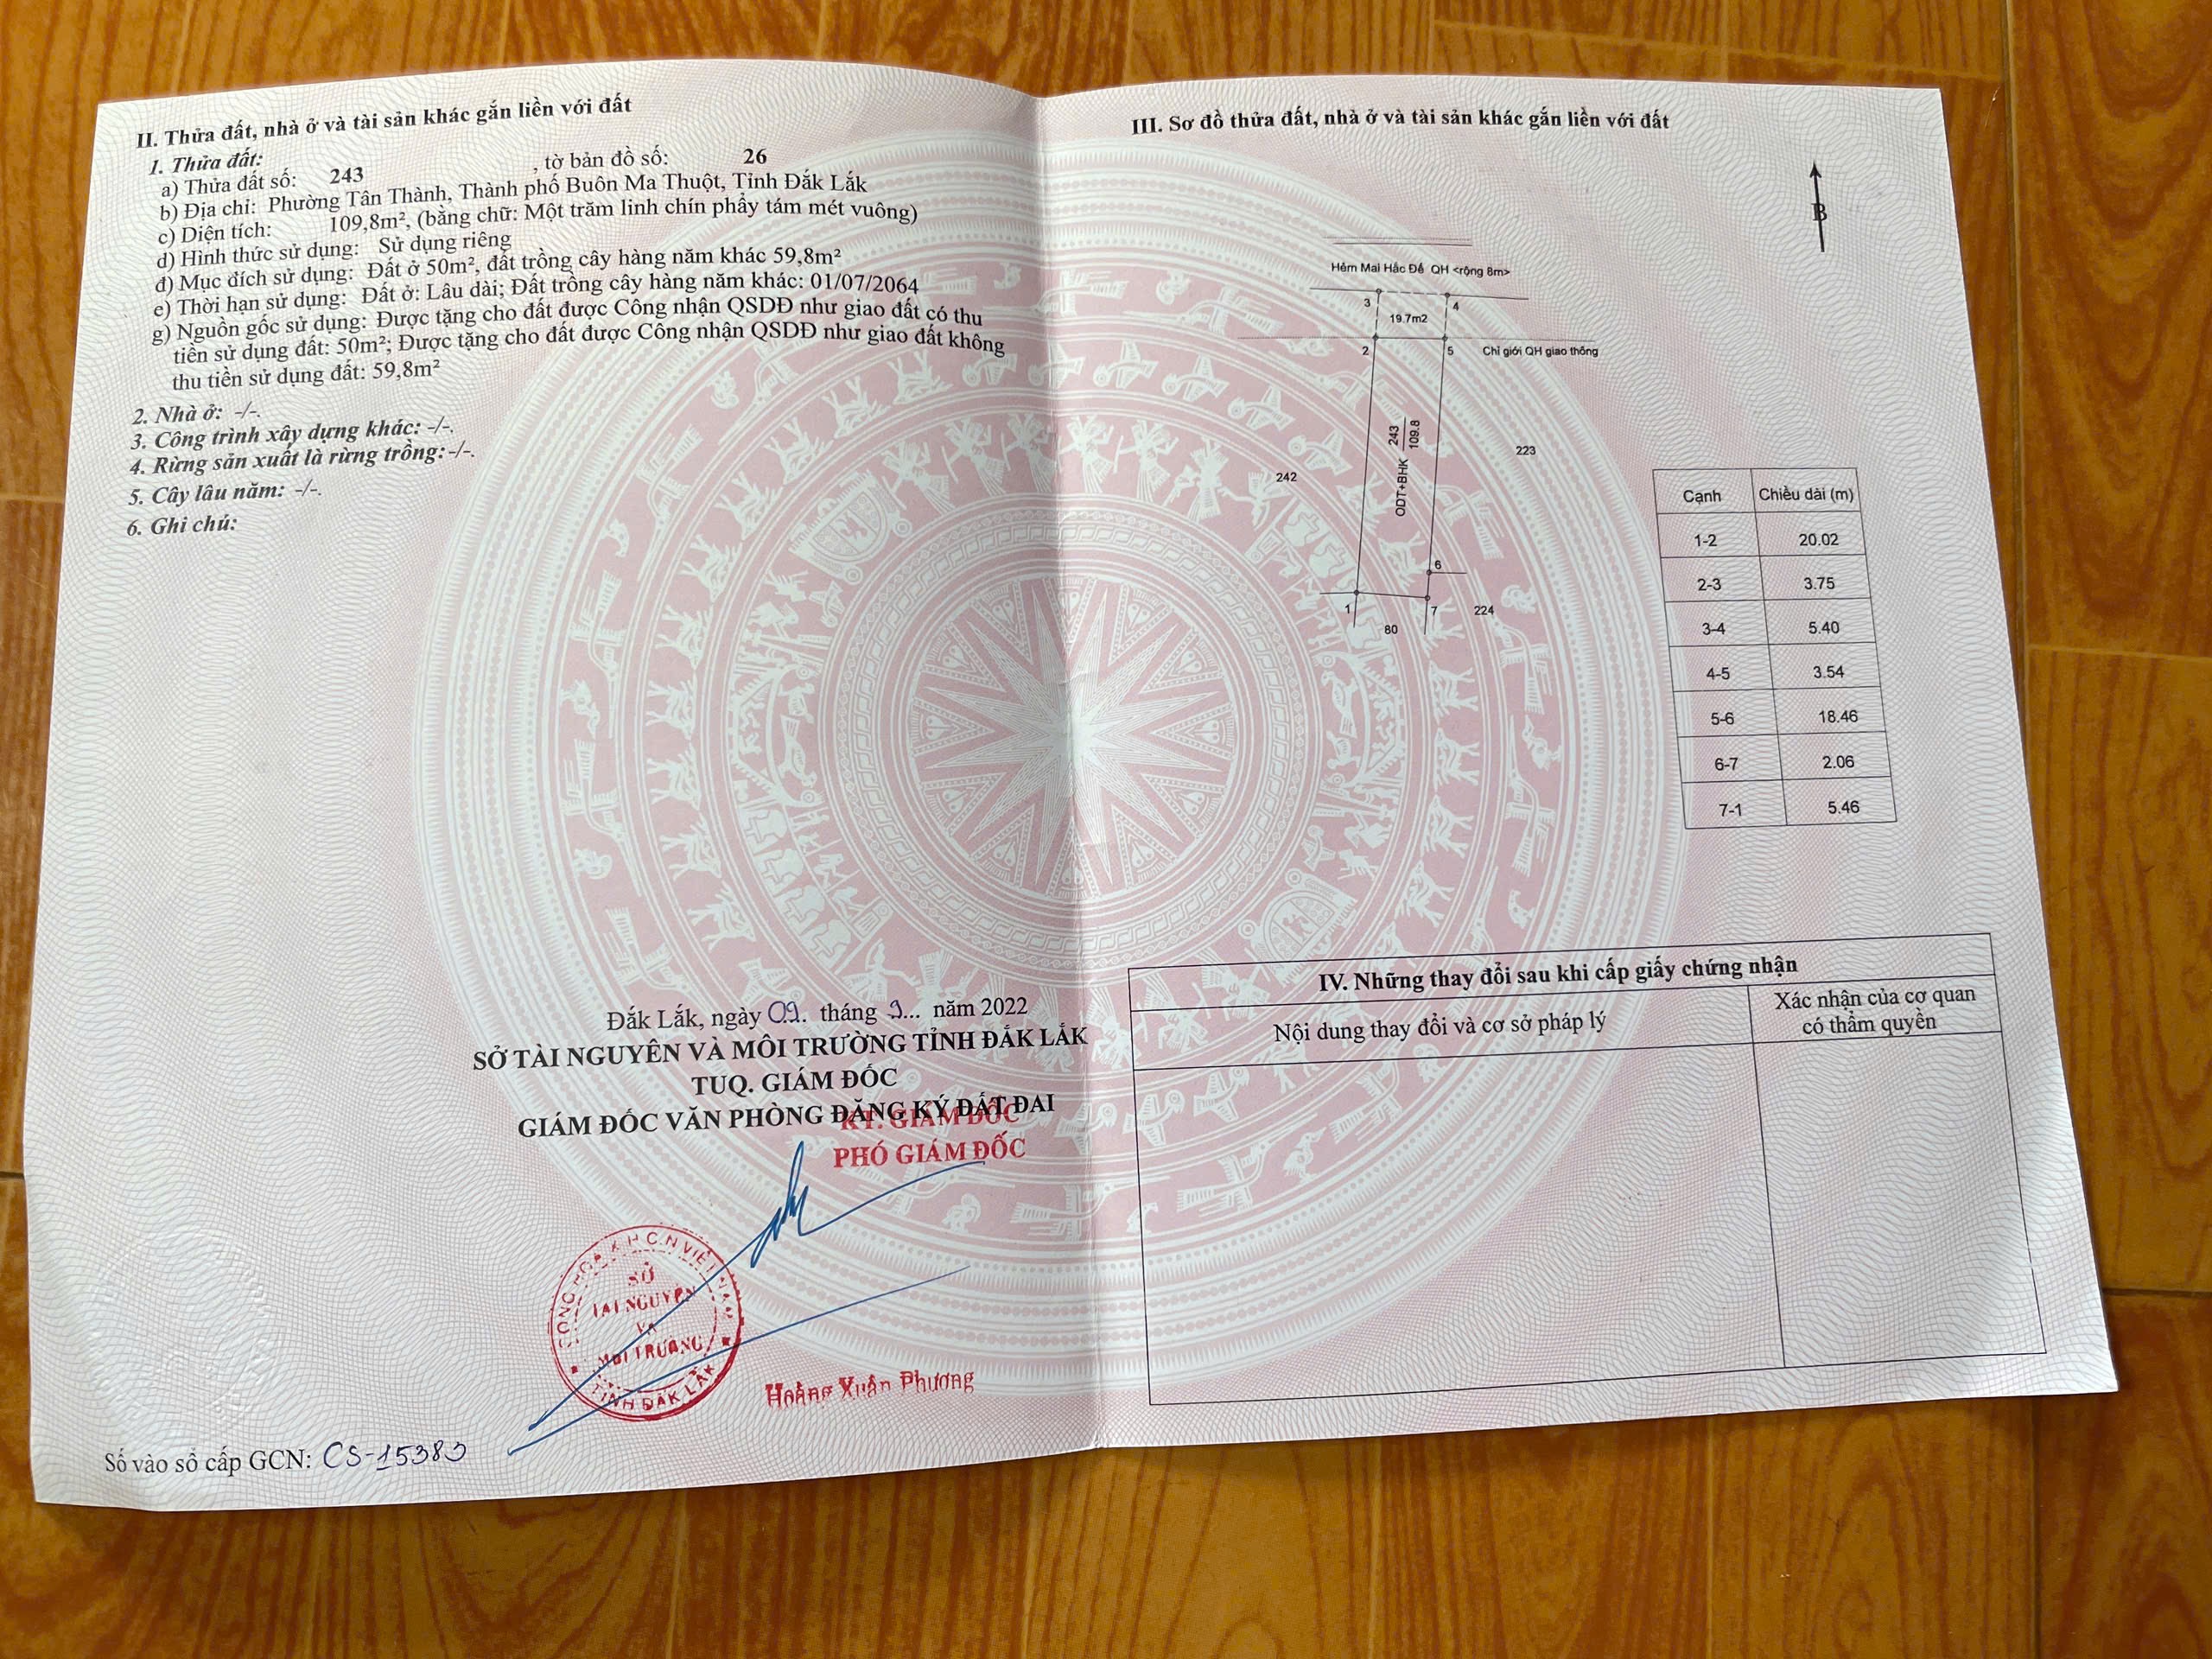 II. Thửa đất, nhà ở và tài sản khác gắn liền với đất
1. Thửa đất:
a) Thửa đất số: 243 , tờ bản đồ số: 26
b) Địa chỉ: Phường Tân Thành, Thành phố Buôn Ma Thuột, Tỉnh Đắk Lắk
c) Diện tích: 109,8m², (bằng chữ: Một trăm linh chín phẩy tám mét vuông)
d) Hình thức sử dụng: Sử dụng riêng
đ) Mục đích sử dụng: Đất ở 50m², đất trồng cây hàng năm khác 59,8m²
e) Thời hạn sử dụng: Đất ở: Lâu dài; Đất trồng cây hàng năm khác: 01/07/2064
g) Nguồn gốc sử dụng: Được tặng cho đất được Công nhận QSDĐ như giao đất có thu
tiền sử dụng đất: 50m²; Được tặng cho đất được Công nhận QSDĐ như giao đất không
thu tiền sử dụng đất: 59,8m²
2. Nhà ở: -/-.
3. Công trình xây dựng khác: -/-.
4. Rừng sản xuất là rừng trồng: -/-.
5. Cây lâu năm: -/-.
6. Ghi chú:
Đắk Lắk, ngày 09. tháng 9... năm 2022
SỞ TÀI NGUYÊN VÀ MÔI TRƯỜNG TỈNH ĐẮK LẮK
TUQ. GIÁM ĐỐC
GIÁM ĐỐC VĂN PHÒNG ĐĂNG KÝ ĐẤT ĐAI
KT. GIÁM ĐỐC
PHÓ GIÁM ĐỐC
CỘNG HÒA X.H.C.N VIỆT NAM
SỞ
TÀI NGUYÊN
VÀ
MÔI TRƯỜNG
TỈNH ĐẮK LẮK
Hoàng Xuân Phương
Số vào sổ cấp GCN: CS-15383
III. Sơ đồ thửa đất, nhà ở và tài sản khác gắn liền với đất
B
Hẻm Mai Hắc Đế QH <rộng 8m>
3
4
19.7m2
2
5
Chỉ giới QH giao thông
ODT+BHK 243
109.8
242
223
6
1
7
224
80
Cạnh Chiều dài (m)
1-2 20.02
2-3 3.75
3-4 5.40
4-5 3.54
5-6 18.46
6-7 2.06
7-1 5.46
IV. Những thay đổi sau khi cấp giấy chứng nhận
Nội dung thay đổi và cơ sở pháp lý
Xác nhận của cơ quan
có thẩm quyền